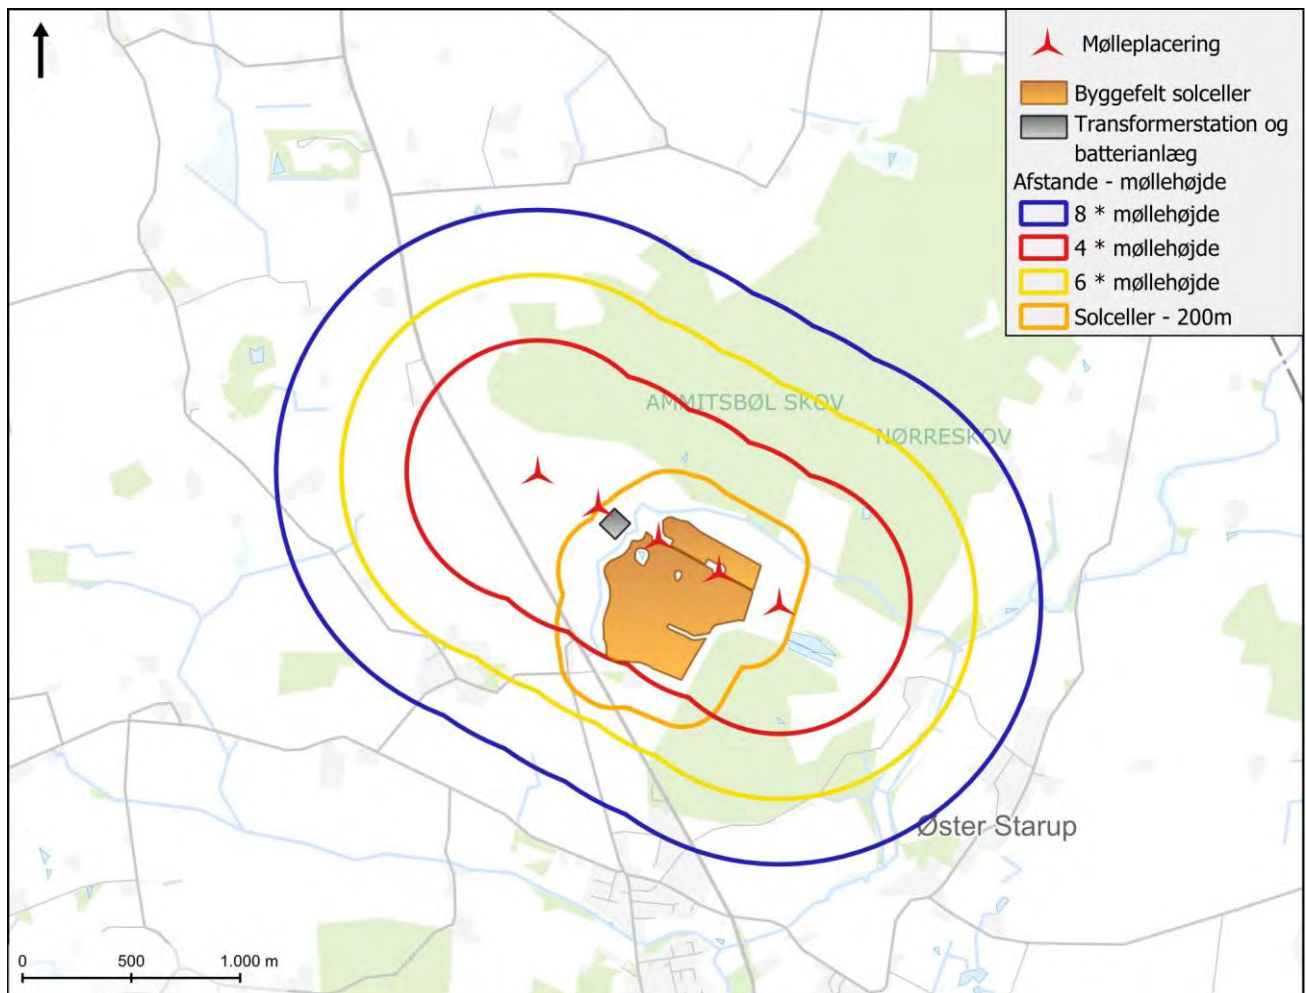 Mølleplacering
Byggefelt solceller
Transformerstation og
batterianlæg
Afstande - møllehøjde
8 * møllehøjde
4 * møllehøjde
6 * møllehøjde
Solceller - 200m
AMMITSBØL SKOV
NØRRESKOV
Øster Starup
0 500 1.000 m